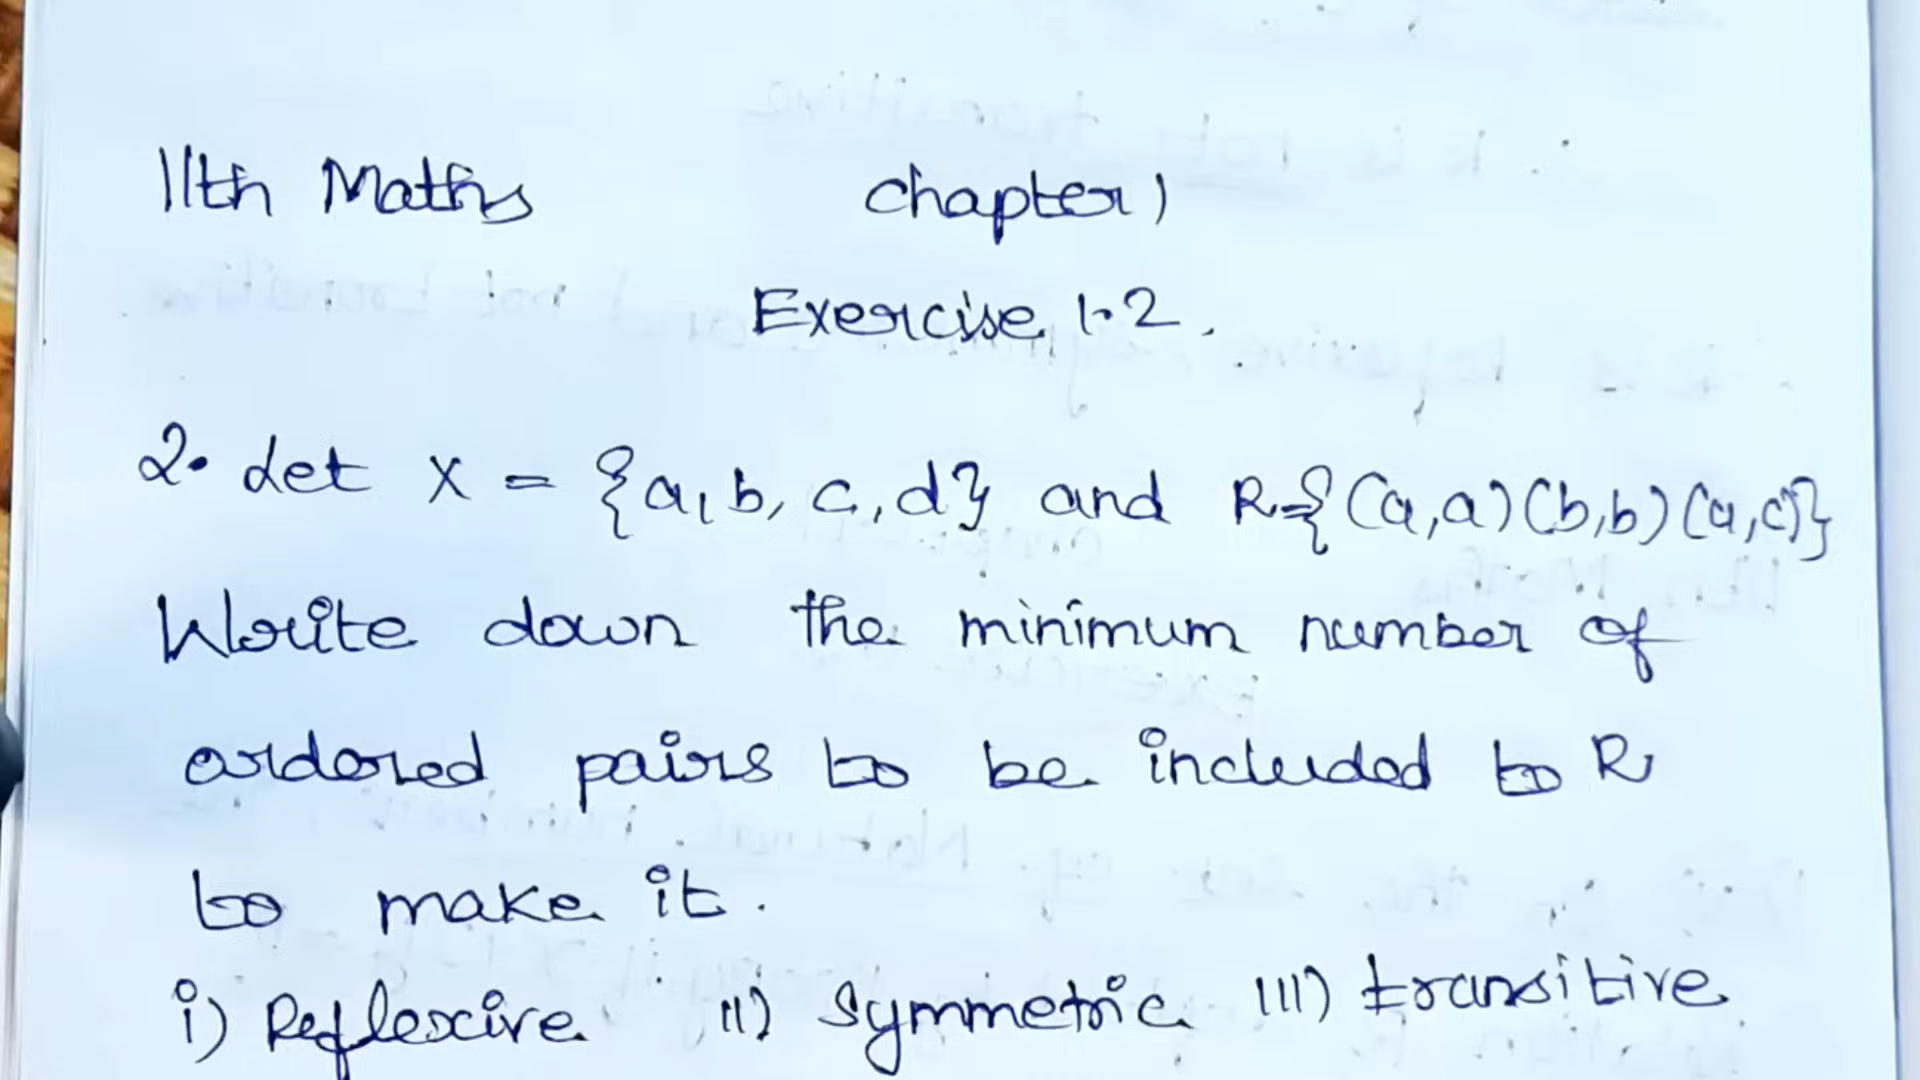 11th Maths chapter 1
Exercise 1.2.
2. Let X = {a, b, c, d} and R={(a,a)(b,b)(a,c)}
Write down the minimum number of
ordered pairs to be included to R
to make it.
i) Reflexive ii) Symmetric iii) transitive